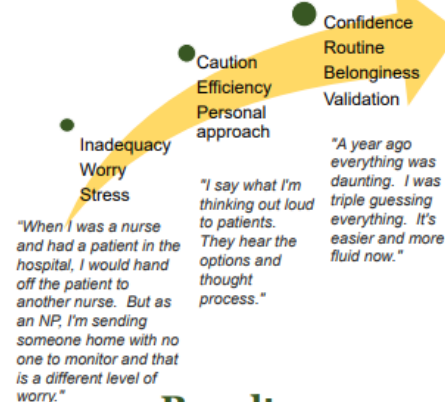 Confidence
Routine
Belonginess
Validation
Caution
Efficiency
Personal
approach
Inadequacy
Worry
Stress
"A year ago
everything was
daunting. I was
triple guessing
everything. It's
easier and more
fluid now."
"I say what I'm
thinking out loud
to patients.
They hear the
options and
thought
process."
"When I was a nurse
and had a patient in the
hospital, I would hand
off the patient to
another nurse. But as
an NP, I'm sending
someone home with no
one to monitor and that
is a different level of
worry."